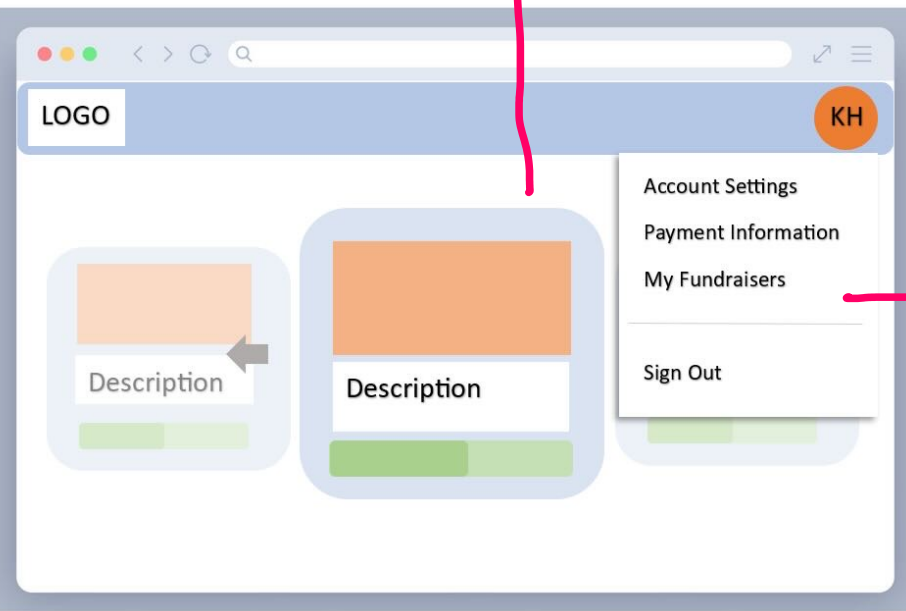 LOGO
KH
Account Settings
Payment Information
My Fundraisers
Sign Out
Description
Description